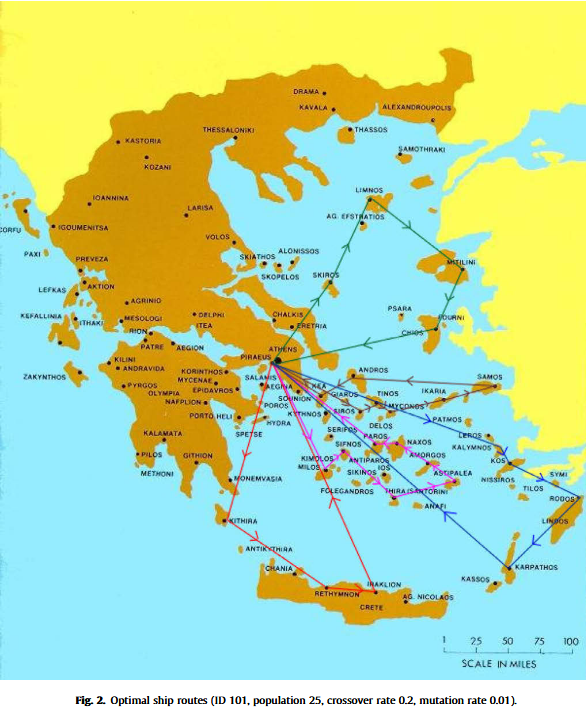 DRAMA
KAVALA
ALEXANDROUPOLIS
THESSALONIKI
THASSOS
KASTORIA
SAMOTHRAKI
KOZANI
LIMNOS
IOANNINA
LARISA
AG. EFSTRATIOS
CORFU
IGOUMENITSA
VOLOS
PAXI
SKIATHOS
ALONISSOS
PREVEZA
MITILINI
SKOPELOS
SKIROS
AKTION
LEFKAS
AGRINIO
PSARA
FOURNI
KEFALLINIA
ITHAKI
MESOLOGI
DELPHI
CHALKIS
ITEA
ERETRIA
CHIOS
RION
PATRE
AEGION
ATHENS
PIRAEUS
KILINI
ANDRAVIDA
KORINTHOS
ANDROS
ZAKYNTHOS
MYCENAE
SALAMIS
SAMOS
PYRGOS
EPIDAVROS
AEGINA
KEA
OLYMPIA
SOUNION
GIAROS
IKARIA
NAFPLION
POROS
TINOS
PORTO HELI
KYTHNOS
SIROS
MYCONOS
HYDRA
PATMOS
KALAMATA
SPETSE
SERIFOS
DELOS
LEROS
PAROS
SIFNOS
NAXOS
KALYMNOS
PILOS
GITHION
KIMOLOS
ANTIPAROS
AMORGOS
KOS
METHONI
MILOS
IOS
SIKINOS
ASTIPALEA
SYMI
MONEMVASIA
NISSIROS
TILOS
FOLEGANDROS
THIRA (SANTORINI)
RODOS
ANAFI
KITHIRA
LINDOS
ANTIKYTHIRA
CHANIA
KARPATHOS
IRAKLION
KASSOS
RETHYMNON
AG. NICOLAOS
CRETE
1 25 50 75 100
SCALE IN MILES
Fig. 2. Optimal ship routes (ID 101, population 25, crossover rate 0.2, mutation rate 0.01).